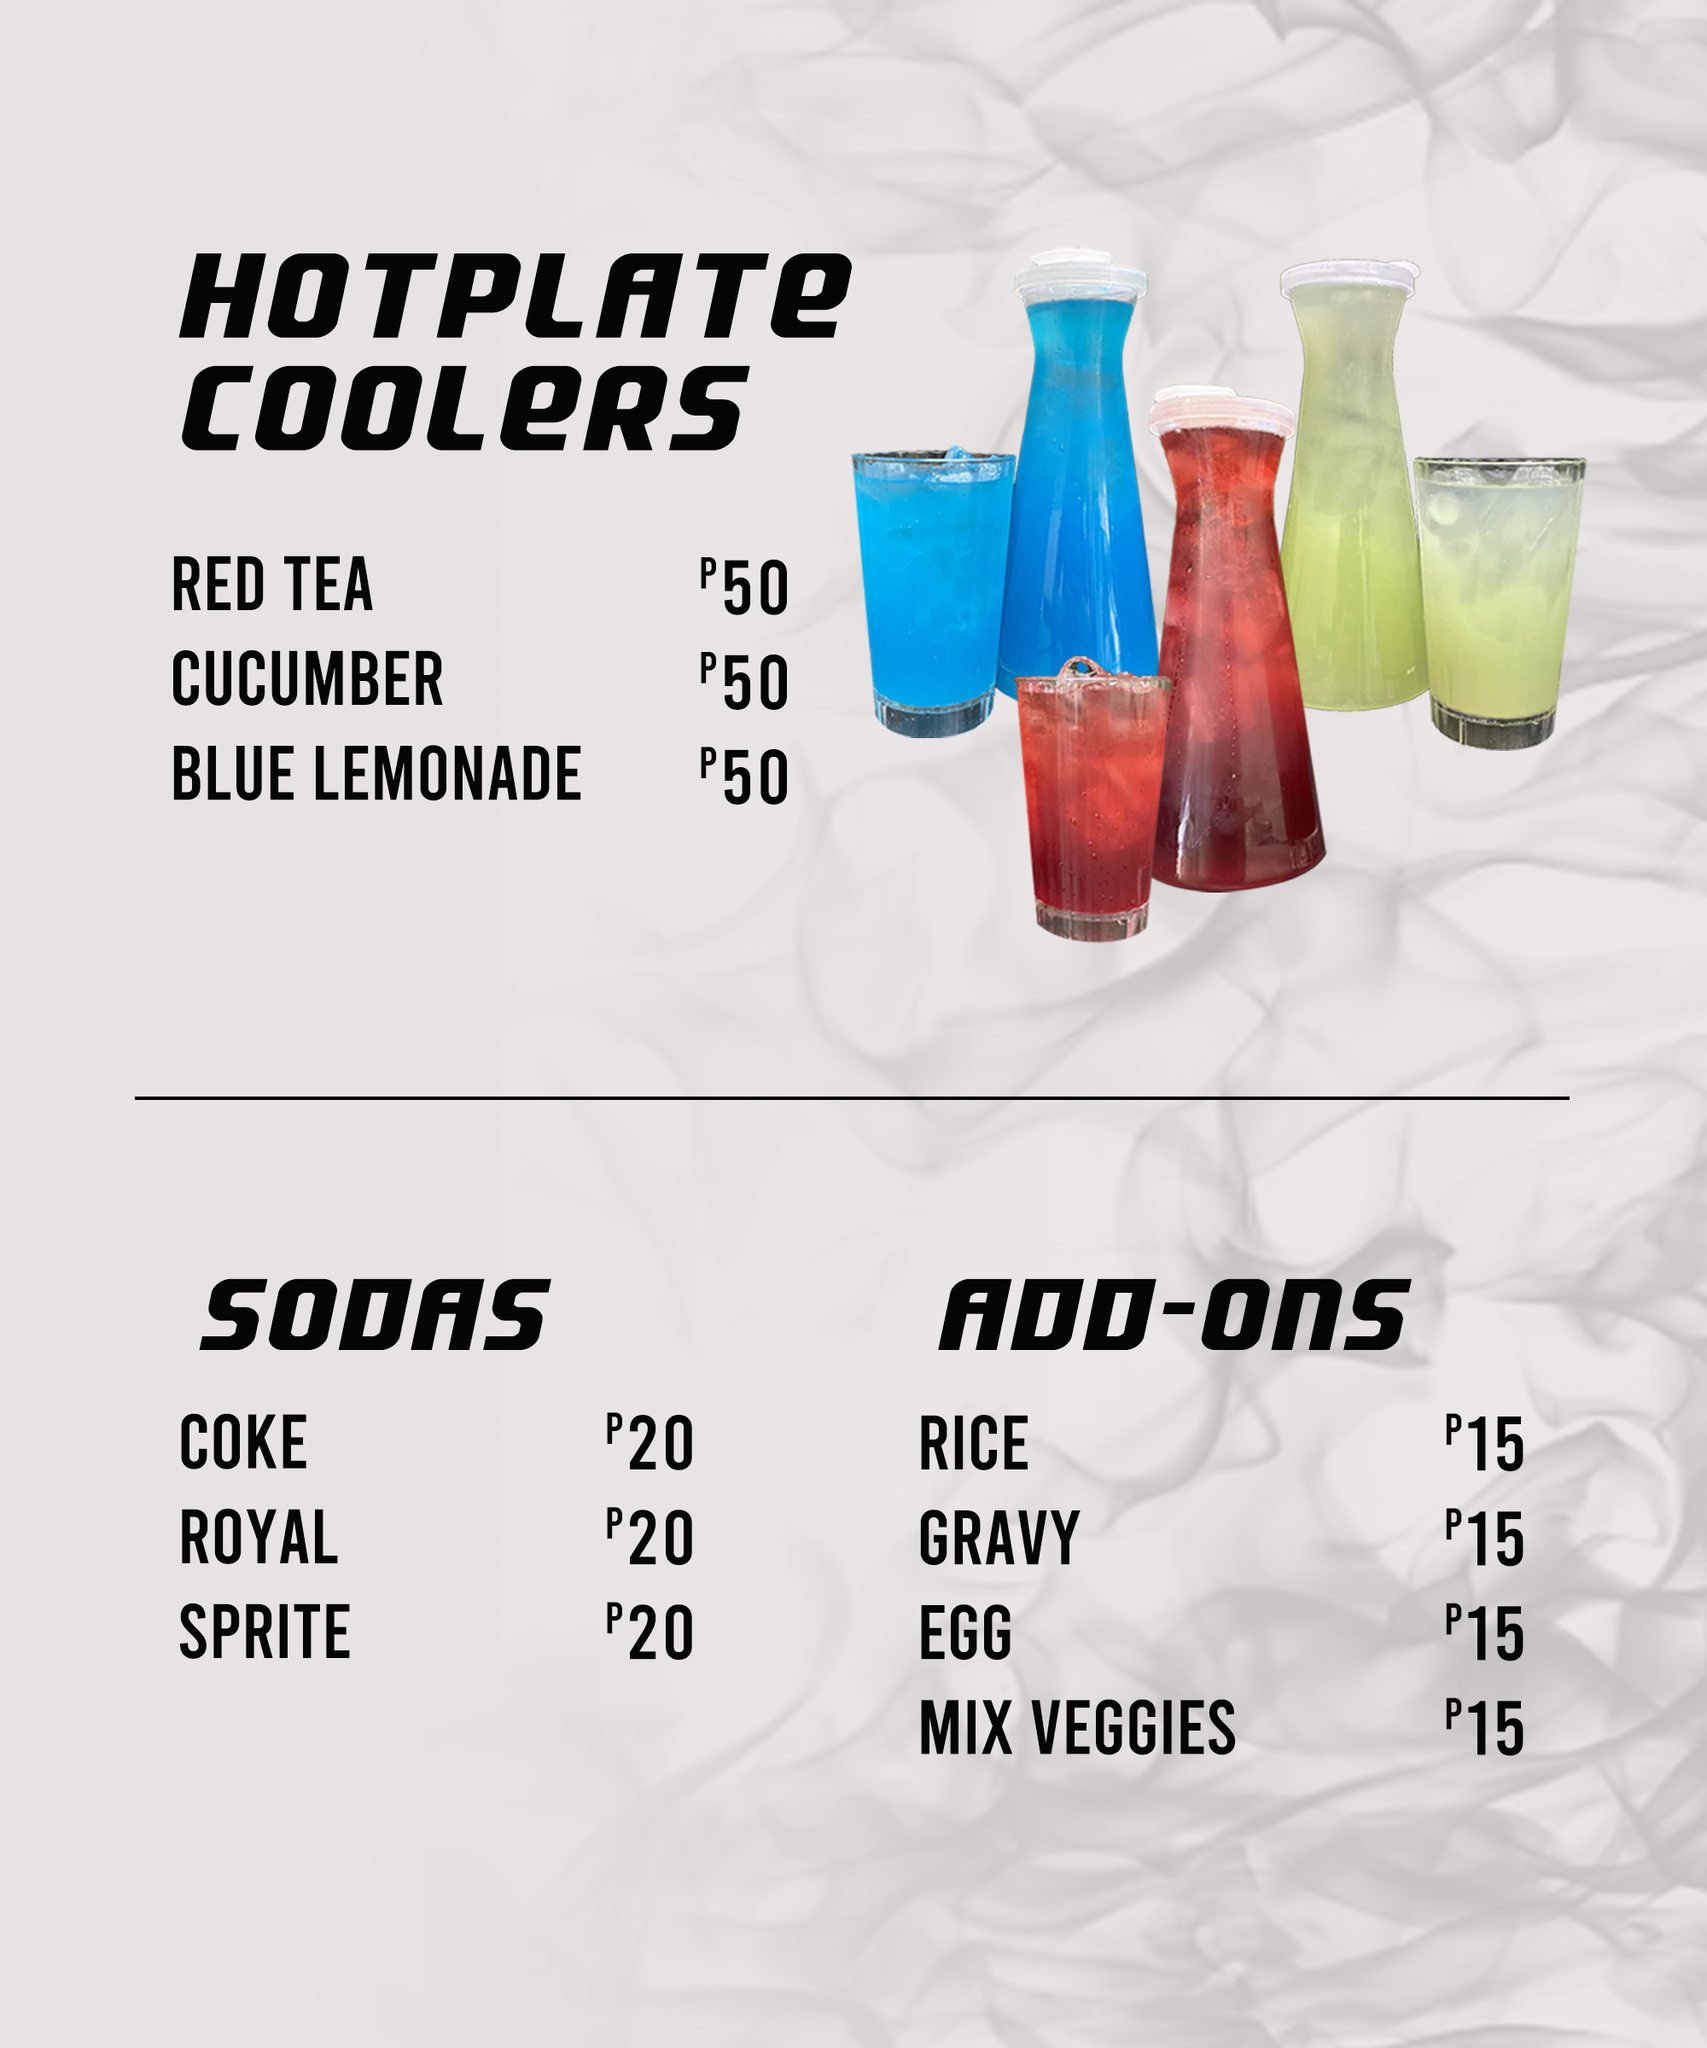 HOTPLATE
COOLERS
RED TEA P50
CUCUMBER P50
BLUE LEMONADE P50
SODAS
COKE P20
ROYAL P20
SPRITE P20
ADD-ONS
RICE P15
GRAVY P15
EGG P15
MIX VEGGIES P15